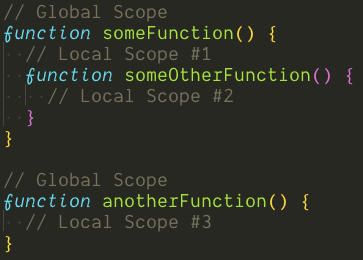 // Global Scope
function someFunction() {
  // Local Scope #1
  function someOtherFunction() {
    // Local Scope #2
  }
}

// Global Scope
function anotherFunction() {
  // Local Scope #3
}